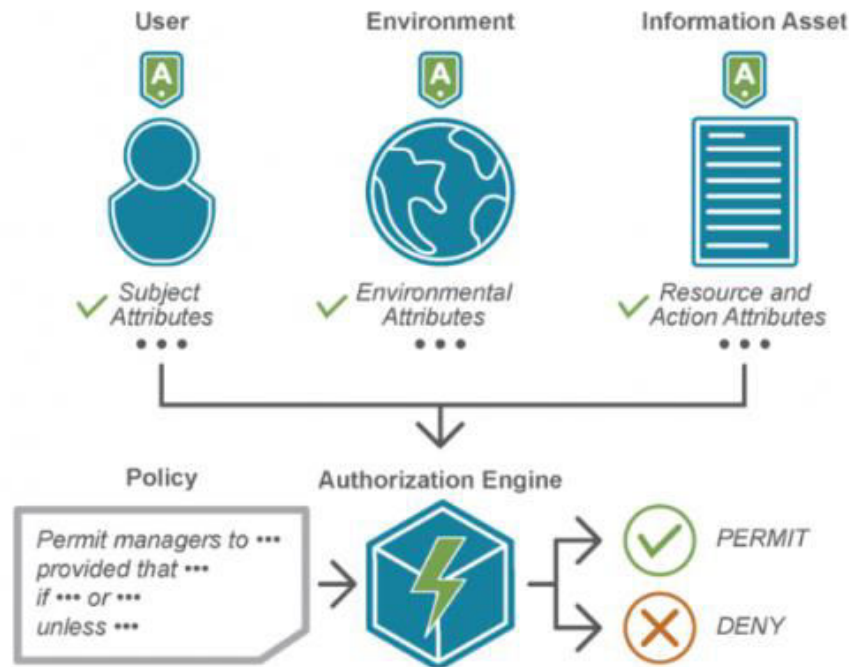 User
Environment
Information Asset
A
A
A
Subject
Attributes
Environmental
Attributes
Resource and
Action Attributes
•••
•••
•••
Policy
Authorization Engine
Permit managers to •••
provided that •••
if ••• or •••
unless •••
PERMIT
DENY